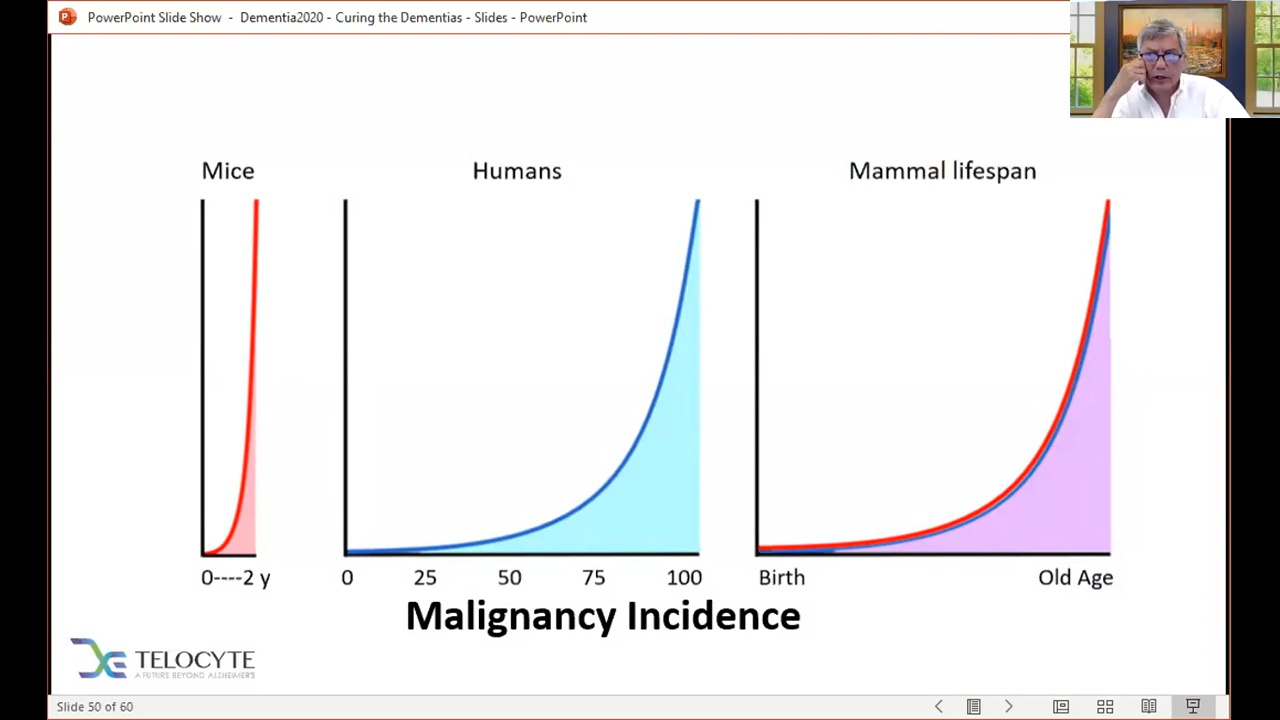 PowerPoint Slide Show - Dementia2020 - Curing the Dementias - Slides - PowerPoint
Mice
Humans
Mammal lifespan
0----2 y
0 25 50 75 100
Birth
Old Age
Malignancy Incidence
TELOCYTE
A FUTURE BEYOND ALZHEIMER'S
Slide 50 of 60